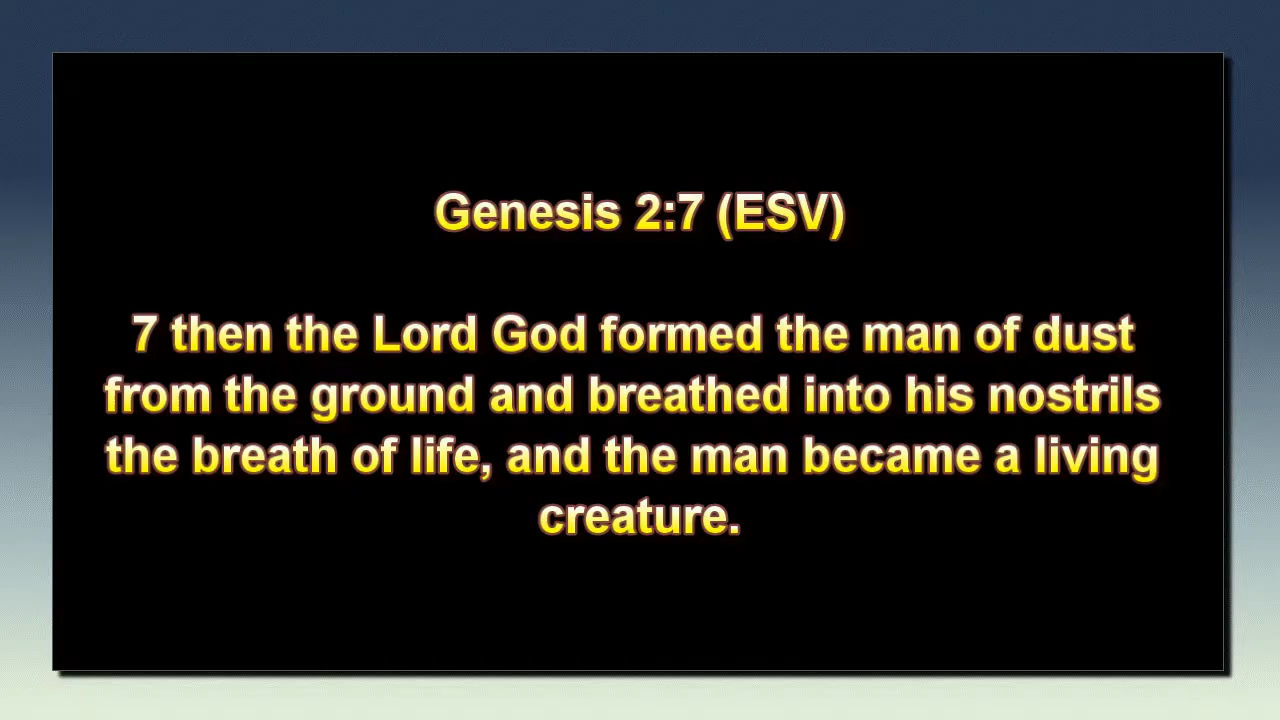 Genesis 2:7 (ESV)
7 then the Lord God formed the man of dust
from the ground and breathed into his nostrils
the breath of life, and the man became a living
creature.